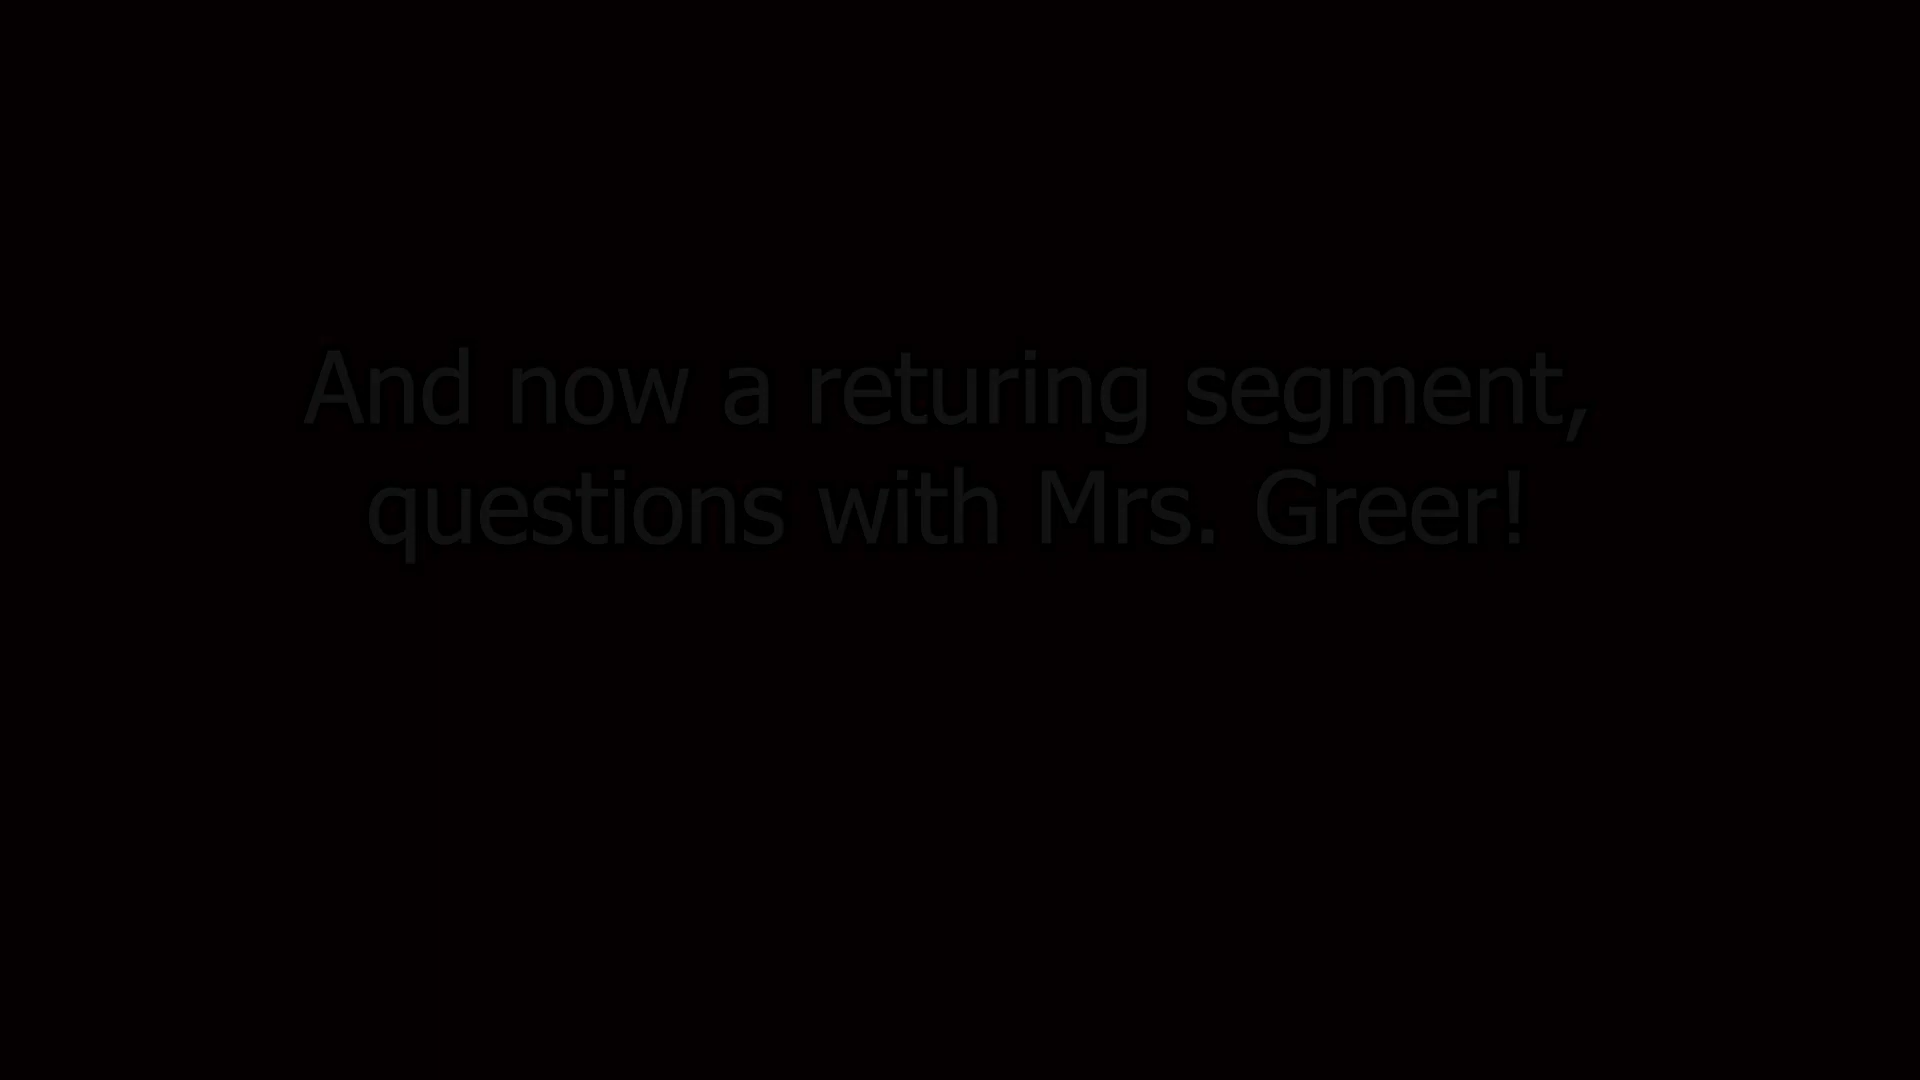 And now a returing segment,
questions with Mrs. Greer!